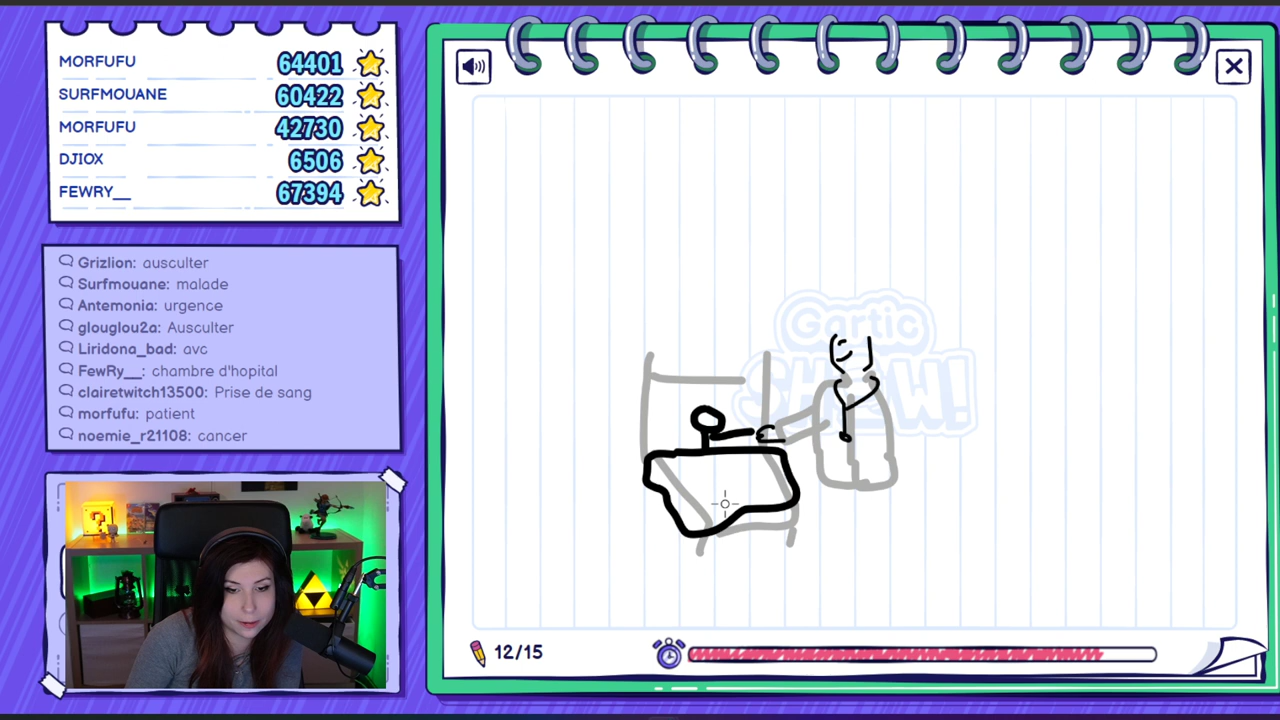 MORFUFU 64401
SURFMOUANE 60422
MORFUFU 42730
DJIOX 6506
FEWRY__ 67394
Grizlion: ausculter
Surfmouane: malade
Antemonia: urgence
glouglou2a: Ausculter
Liridona_bad: avc
FewRy__: chambre d'hopital
clairetwitch13500: Prise de sang
morfufu: patient
noemie_r21108: cancer
Gartic
SHOW!
12/15